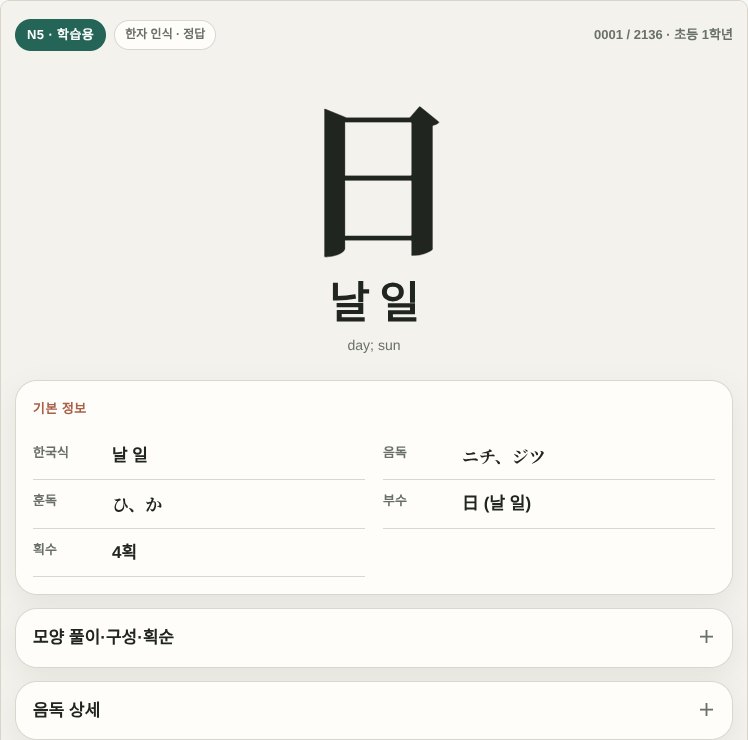 N5 · 학습용
한자 인식 · 정답
0001 / 2136 · 초등 1학년
日
날 일
day; sun
기본 정보
한국식 날 일
음독 ニチ、ジツ
훈독 ひ、か
부수 日 (날 일)
획수 4획
모양 풀이·구성·획순 +
음독 상세 +